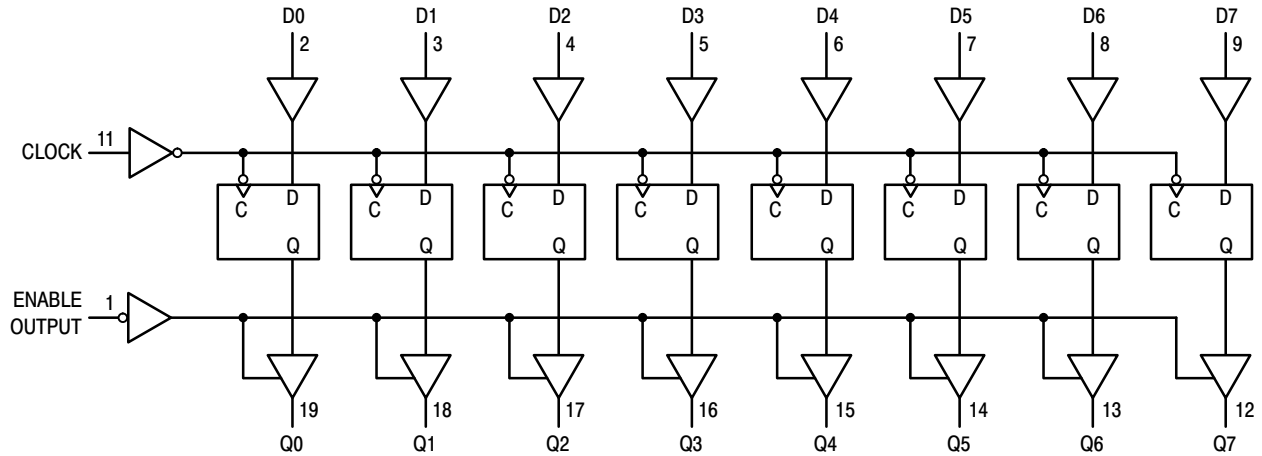 D0 D1 D2 D3 D4 D5 D6 D7
2 3 4 5 6 7 8 9
CLOCK 11
C D C D C D C D C D C D C D C D
Q Q Q Q Q Q Q Q
ENABLE
OUTPUT 1
19 18 17 16 15 14 13 12
Q0 Q1 Q2 Q3 Q4 Q5 Q6 Q7